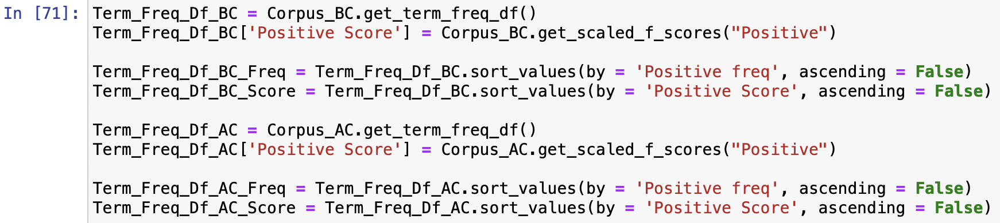 In [71]: Term_Freq_Df_BC = Corpus_BC.get_term_freq_df()
Term_Freq_Df_BC['Positive Score'] = Corpus_BC.get_scaled_f_scores("Positive")
Term_Freq_Df_BC_Freq = Term_Freq_Df_BC.sort_values(by = 'Positive freq', ascending = False)
Term_Freq_Df_BC_Score = Term_Freq_Df_BC.sort_values(by = 'Positive Score', ascending = False)
Term_Freq_Df_AC = Corpus_AC.get_term_freq_df()
Term_Freq_Df_AC['Positive Score'] = Corpus_AC.get_scaled_f_scores("Positive")
Term_Freq_Df_AC_Freq = Term_Freq_Df_AC.sort_values(by = 'Positive freq', ascending = False)
Term_Freq_Df_AC_Score = Term_Freq_Df_AC.sort_values(by = 'Positive Score', ascending = False)